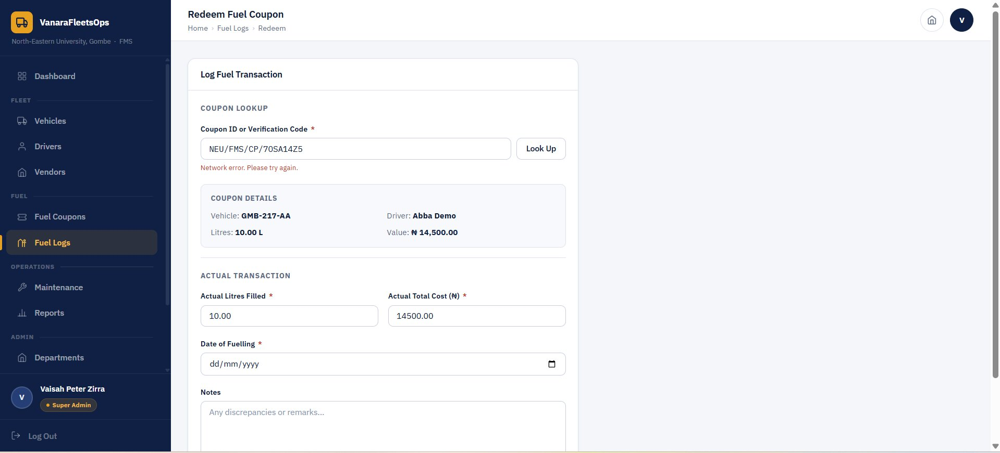 VanaraFleetsOps
North-Eastern University, Gombe · FMS
Dashboard
FLEET
Vehicles
Drivers
Vendors
FUEL
Fuel Coupons
Fuel Logs
OPERATIONS
Maintenance
Reports
ADMIN
Departments
V
Vaisah Peter Zirra
Super Admin
Log Out
Redeem Fuel Coupon
Home › Fuel Logs › Redeem
V
Log Fuel Transaction
COUPON LOOKUP
Coupon ID or Verification Code *
NEU/FMS/CP/7OSA14Z5
Look Up
Network error. Please try again.
COUPON DETAILS
Vehicle: GMB-217-AA
Driver: Abba Demo
Litres: 10.00 L
Value: ₦ 14,500.00
ACTUAL TRANSACTION
Actual Litres Filled *
Actual Total Cost (₦) *
10.00
14500.00
Date of Fuelling *
dd/mm/yyyy
Notes
Any discrepancies or remarks...